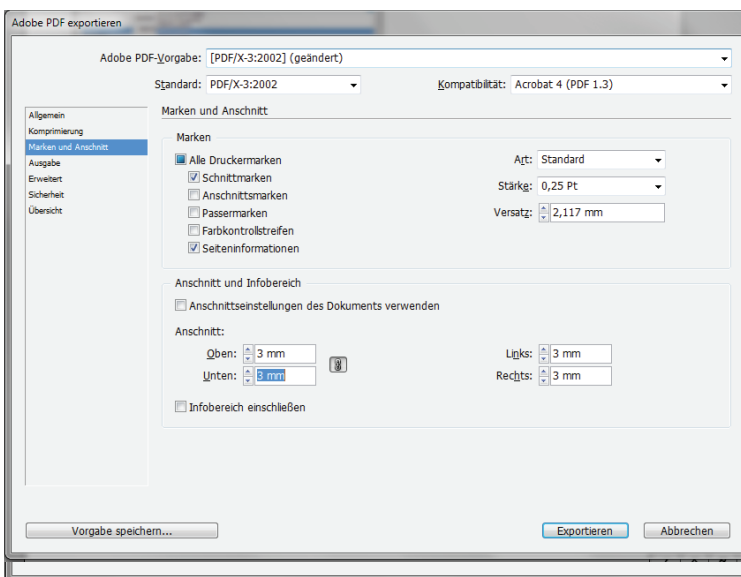 Adobe PDF exportieren
Adobe PDF-Vorgabe: [PDF/X-3:2002] (geändert)
Standard: PDF/X-3:2002 Kompatibilität: Acrobat 4 (PDF 1.3)
Allgemein
Komprimierung
Marken und Anschnitt
Ausgabe
Erweitert
Sicherheit
Übersicht
Marken und Anschnitt
Marken
Alle Druckermarken
Schnittmarken
Anschnittsmarken
Passermarken
Farbkontrollstreifen
Seiteninformationen
Art: Standard
Stärke: 0,25 Pt
Versatz: 2,117 mm
Anschnitt und Infobereich
Anschnittseinstellungen des Dokuments verwenden
Anschnitt:
Oben: 3 mm Links: 3 mm
Unten: 3 mm Rechts: 3 mm
Infobereich einschließen
Vorgabe speichern... Exportieren Abbrechen